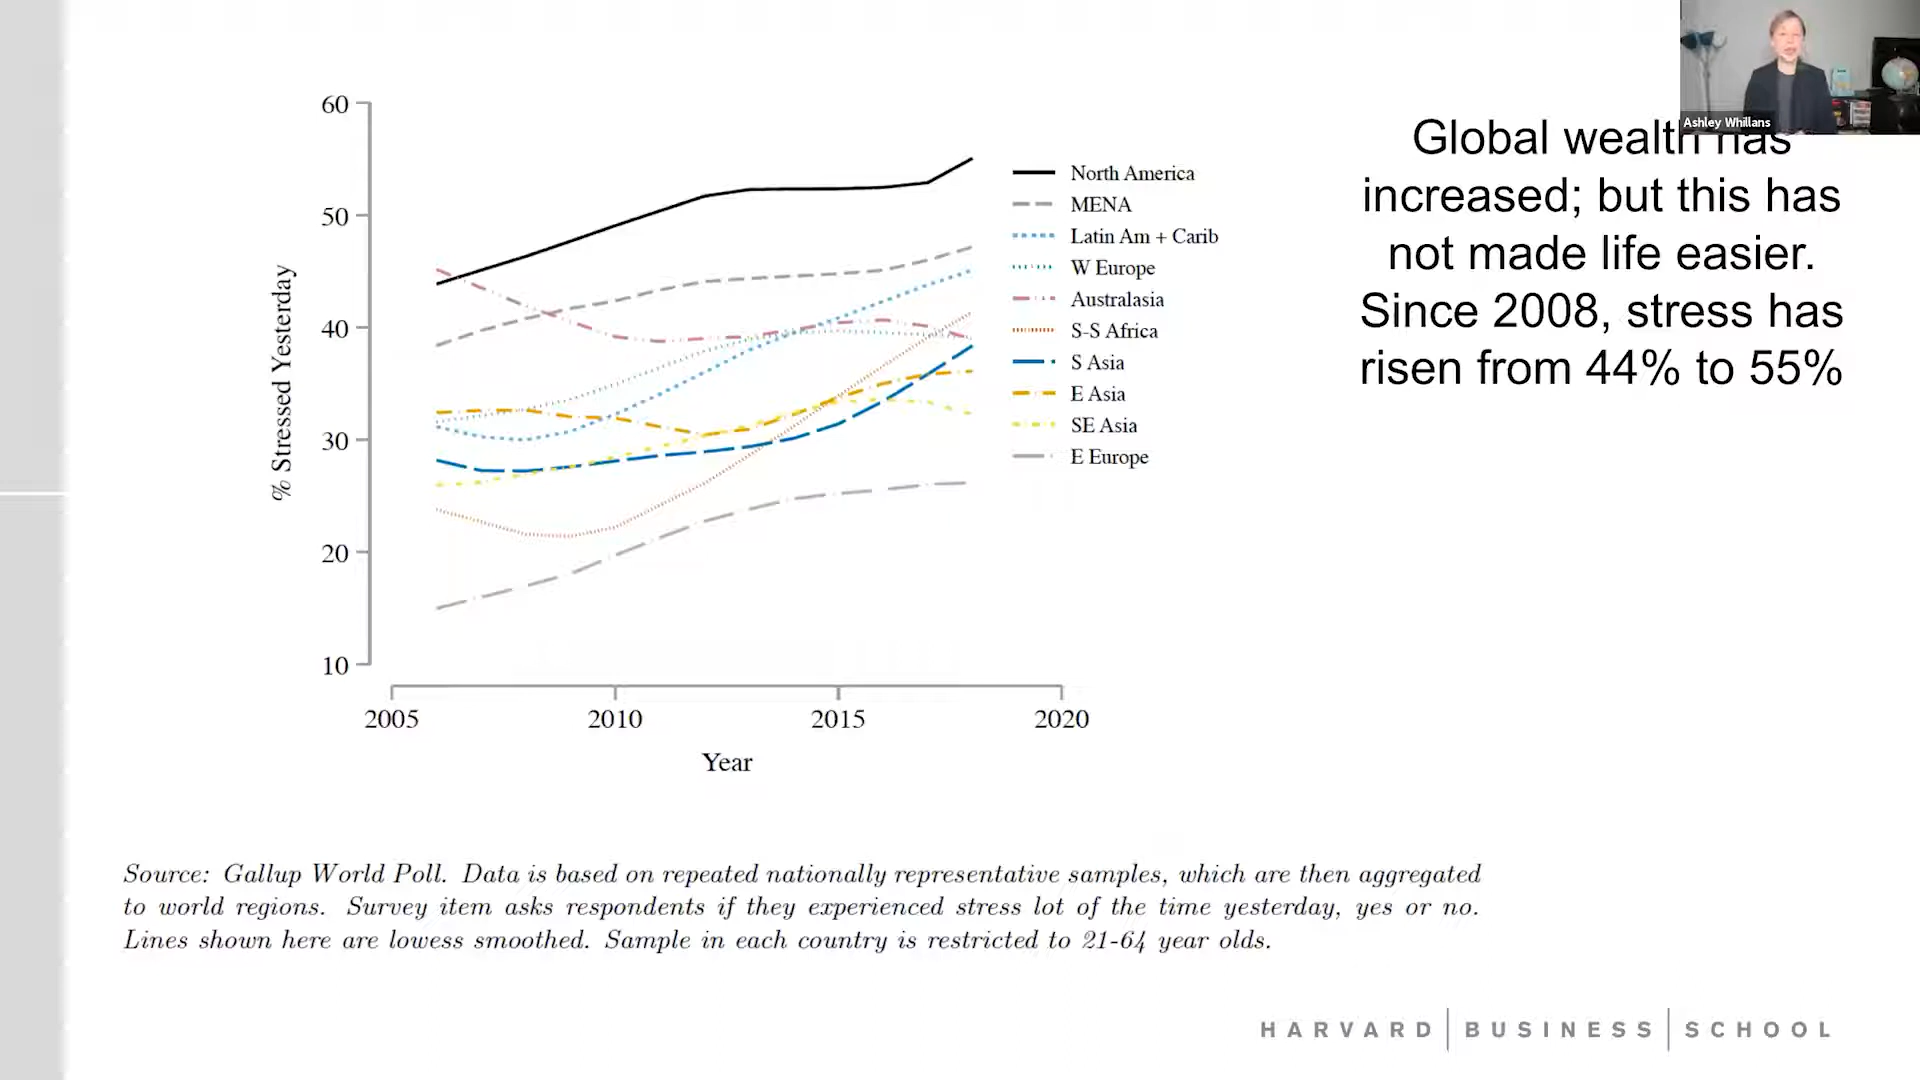 Ashley Whillans
Global wealth has
increased; but this has
not made life easier.
Since 2008, stress has
risen from 44% to 55%
60
50
40
30
20
10
% Stressed Yesterday
2005
2010
2015
2020
Year
North America
MENA
Latin Am + Carib
W Europe
Australasia
S-S Africa
S Asia
E Asia
SE Asia
E Europe
Source: Gallup World Poll. Data is based on repeated nationally representative samples, which are then aggregated
to world regions. Survey item asks respondents if they experienced stress lot of the time yesterday, yes or no.
Lines shown here are lowess smoothed. Sample in each country is restricted to 21-64 year olds.
HARVARD BUSINESS SCHOOL